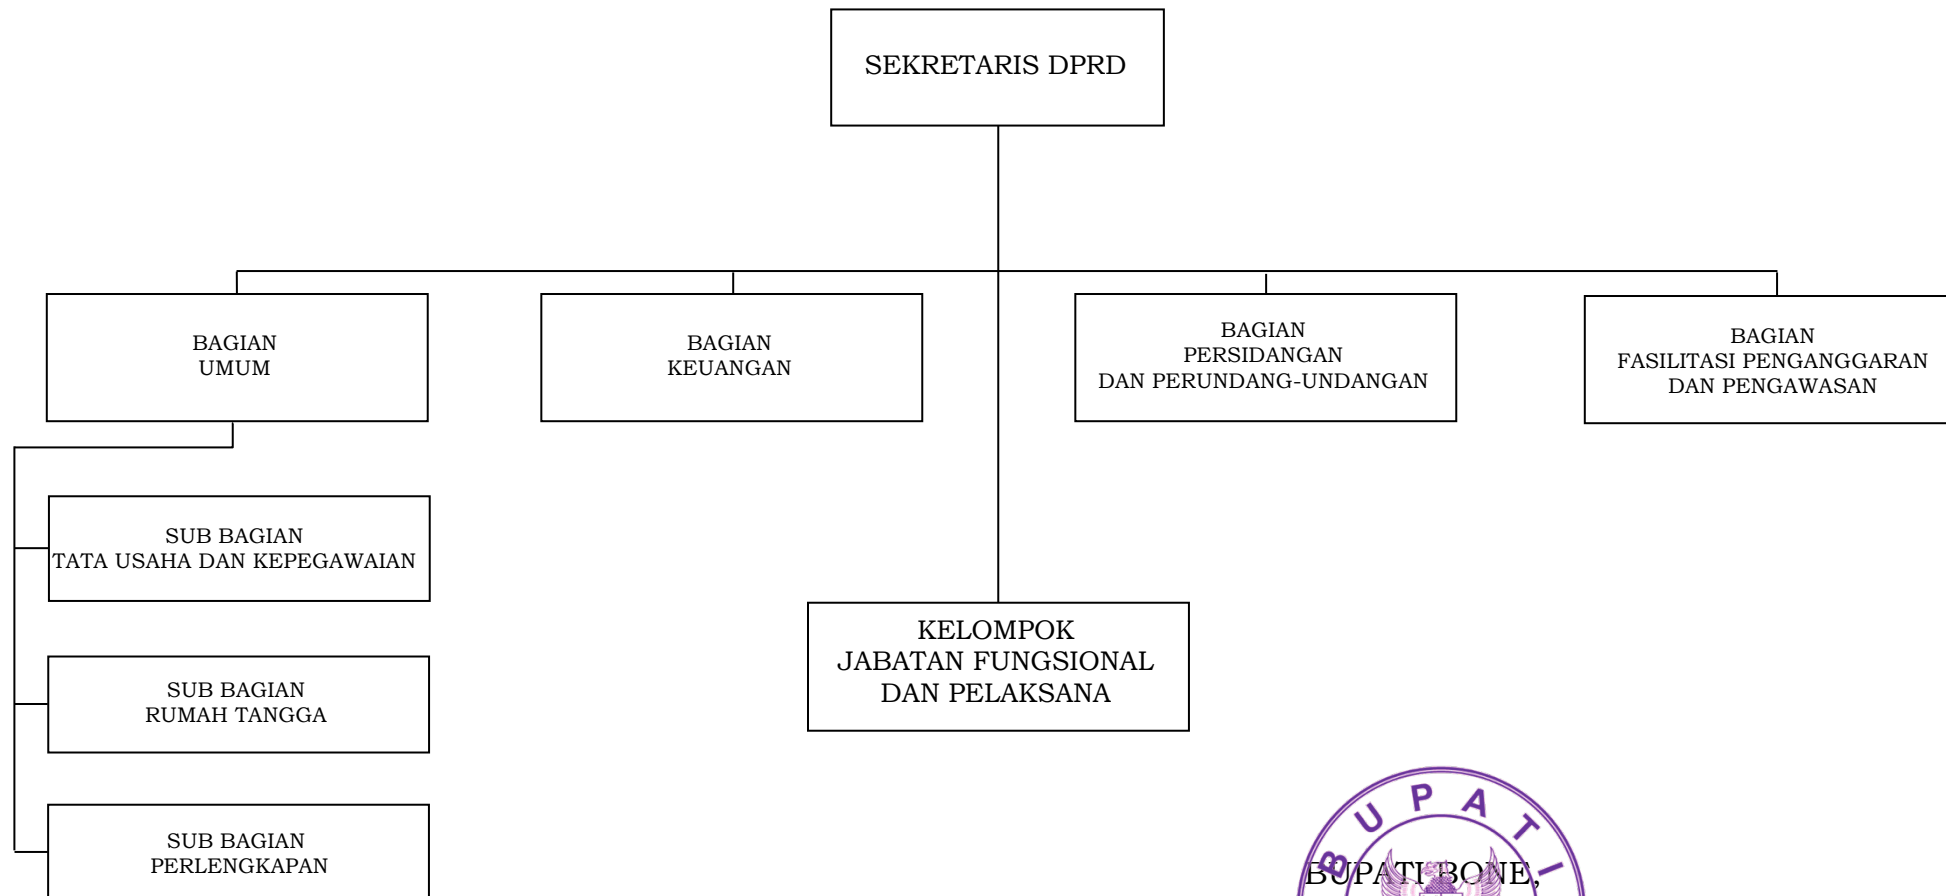 SEKRETARIS DPRD
BAGIAN
UMUM
BAGIAN
KEUANGAN
BAGIAN
PERSIDANGAN
DAN PERUNDANG-UNDANGAN
BAGIAN
FASILITASI PENGANGGARAN
DAN PENGAWASAN
SUB BAGIAN
TATA USAHA DAN KEPEGAWAIAN
KELOMPOK
JABATAN FUNGSIONAL
DAN PELAKSANA
SUB BAGIAN
RUMAH TANGGA
SUB BAGIAN
PERLENGKAPAN
BUPATI
BUPATI BONE,